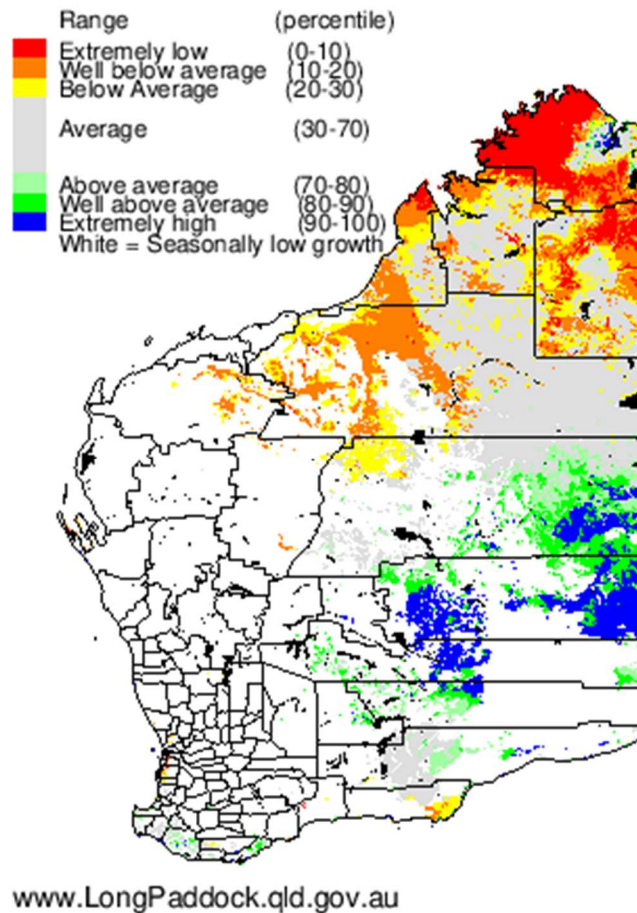 Range (percentile)
Extremely low (0-10)
Well below average (10-20)
Below Average (20-30)
Average (30-70)
Above average (70-80)
Well above average (80-90)
Extremely high (90-100)
White = Seasonally low growth
www.LongPaddock.qld.gov.au